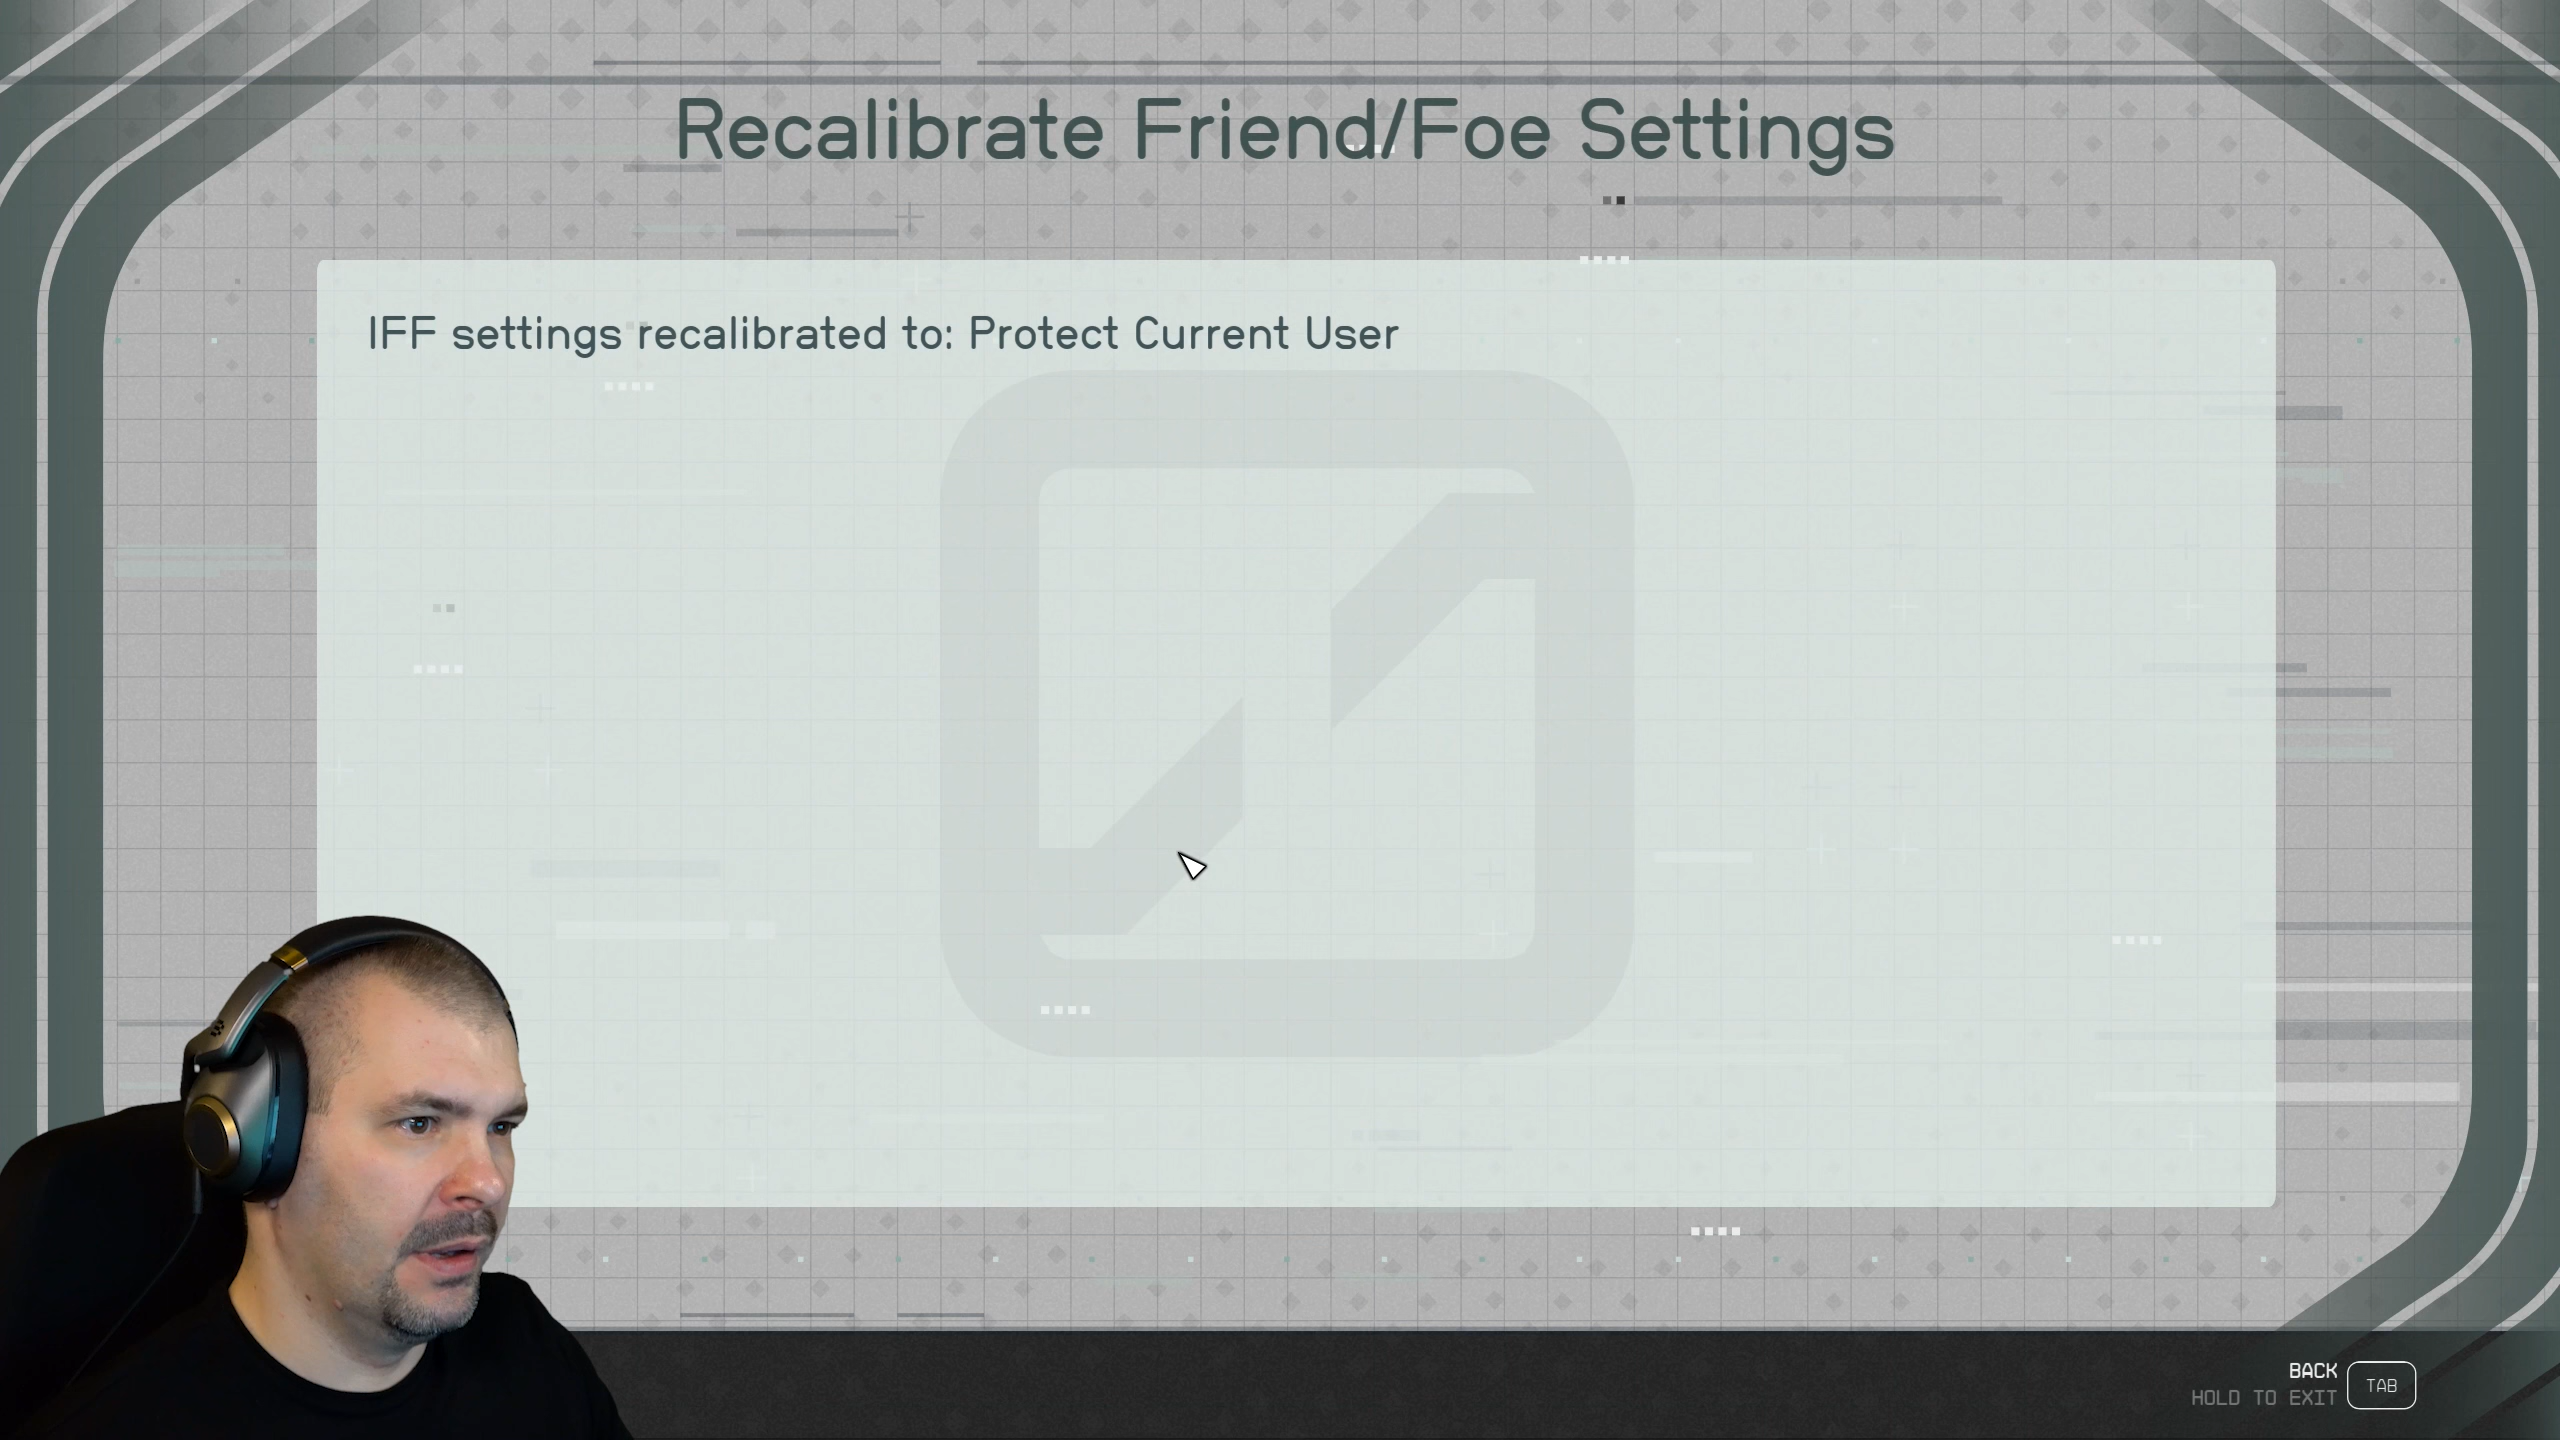 Recalibrate Friend/Foe Settings
IFF settings recalibrated to: Protect Current User
BACK
HOLD TO EXIT
TAB